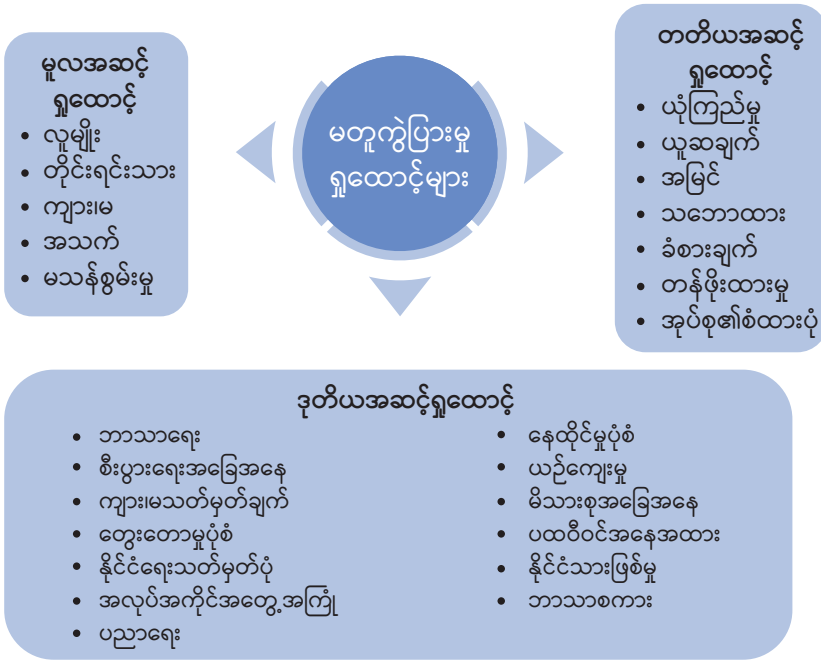 မတူကွဲပြားမှု
ရှုထောင့်များ
မူလအဆင့်
ရှုထောင့်
• လူမျိုး
• တိုင်းရင်းသား
• ကျား၊မ
• အသက်
• မသန်စွမ်းမှု
တတိယအဆင့်
ရှုထောင့်
• ယုံကြည်မှု
• ယူဆချက်
• အမြင်
• သဘောထား
• ခံစားချက်
• တန်ဖိုးထားမှု
• အုပ်စု၏စံထားပုံ
ဒုတိယအဆင့်ရှုထောင့်
• ဘာသာရေး
• စီးပွားရေးအခြေအနေ
• ကျား၊မသတ်မှတ်ချက်
• တွေးတောမှုပုံစံ
• နိုင်ငံရေးသတ်မှတ်ပုံ
• အလုပ်အကိုင်အတွေ့အကြုံ
• ပညာရေး
• နေထိုင်မှုပုံစံ
• ယဉ်ကျေးမှု
• မိသားစုအခြေအနေ
• ပထဝီဝင်အနေအထား
• နိုင်ငံသားဖြစ်မှု
• ဘာသာစကား